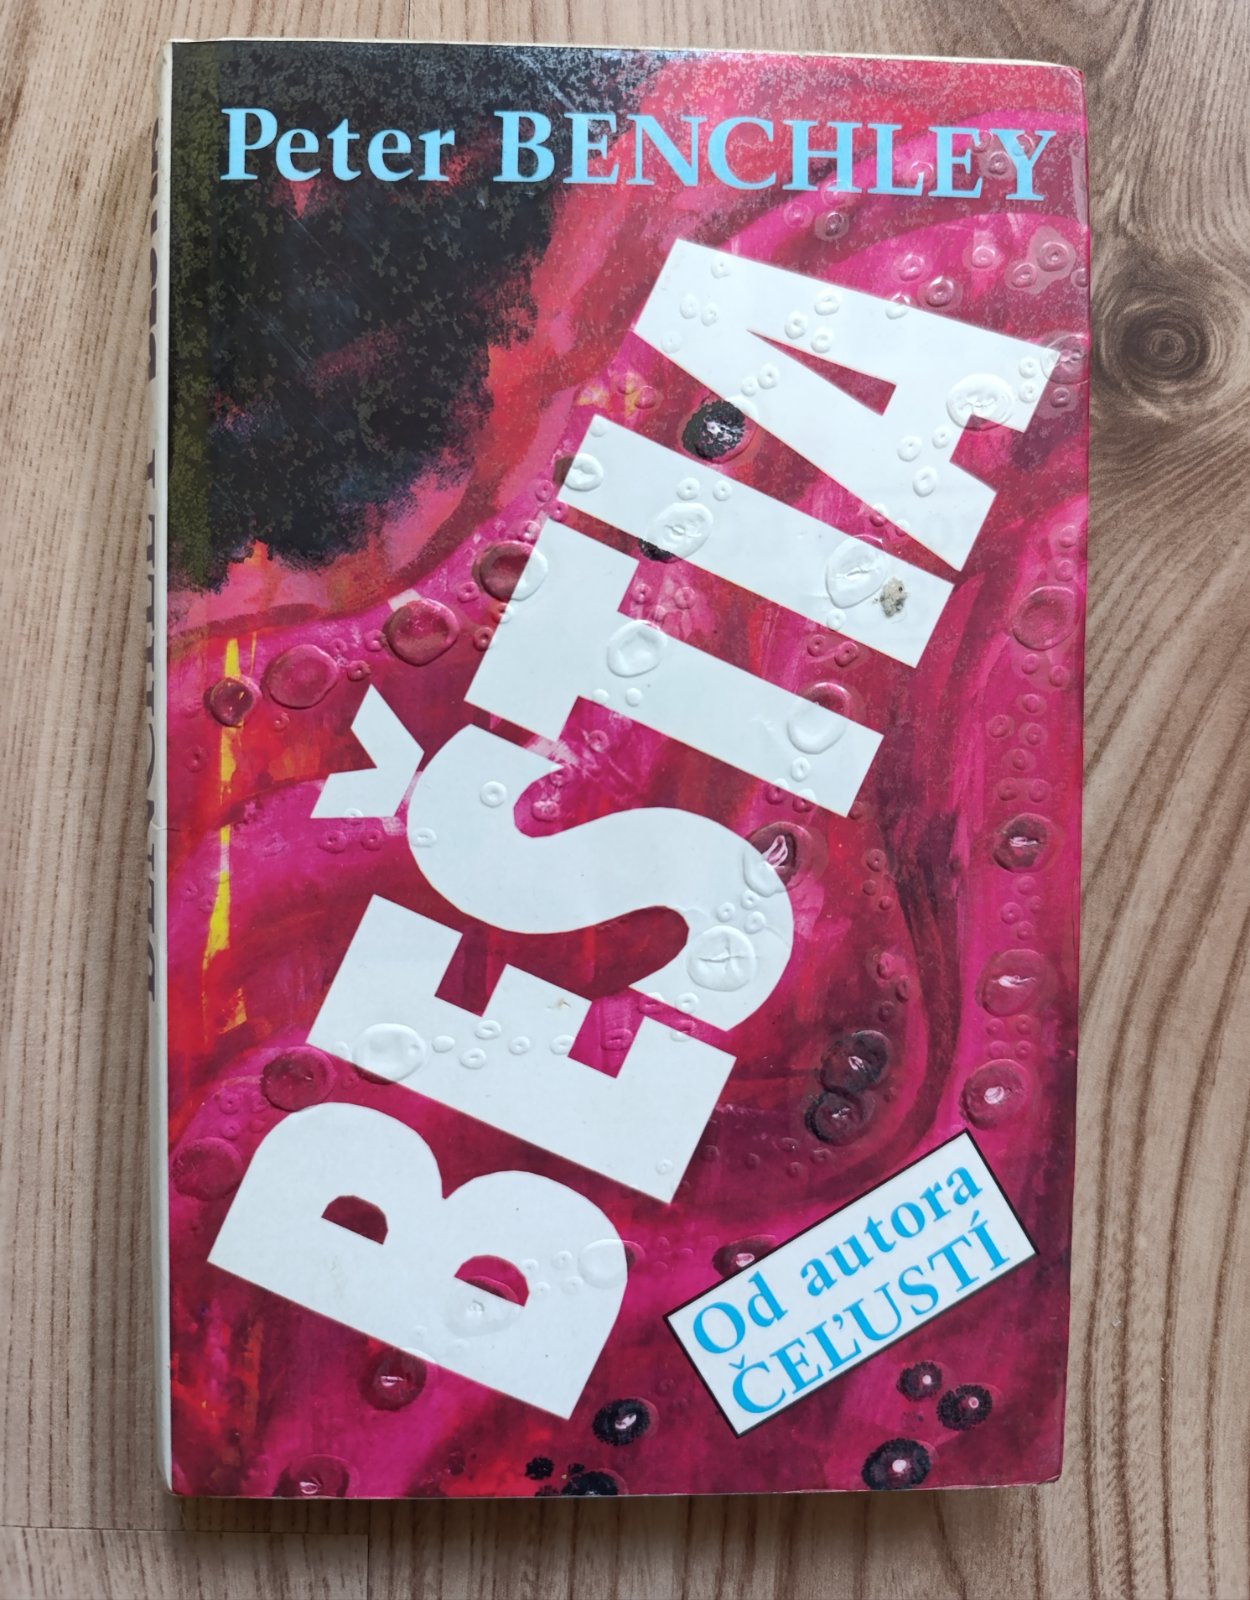 Peter BENCHLEY
BEŠTIA
Od autora
ČEĽUSTÍ